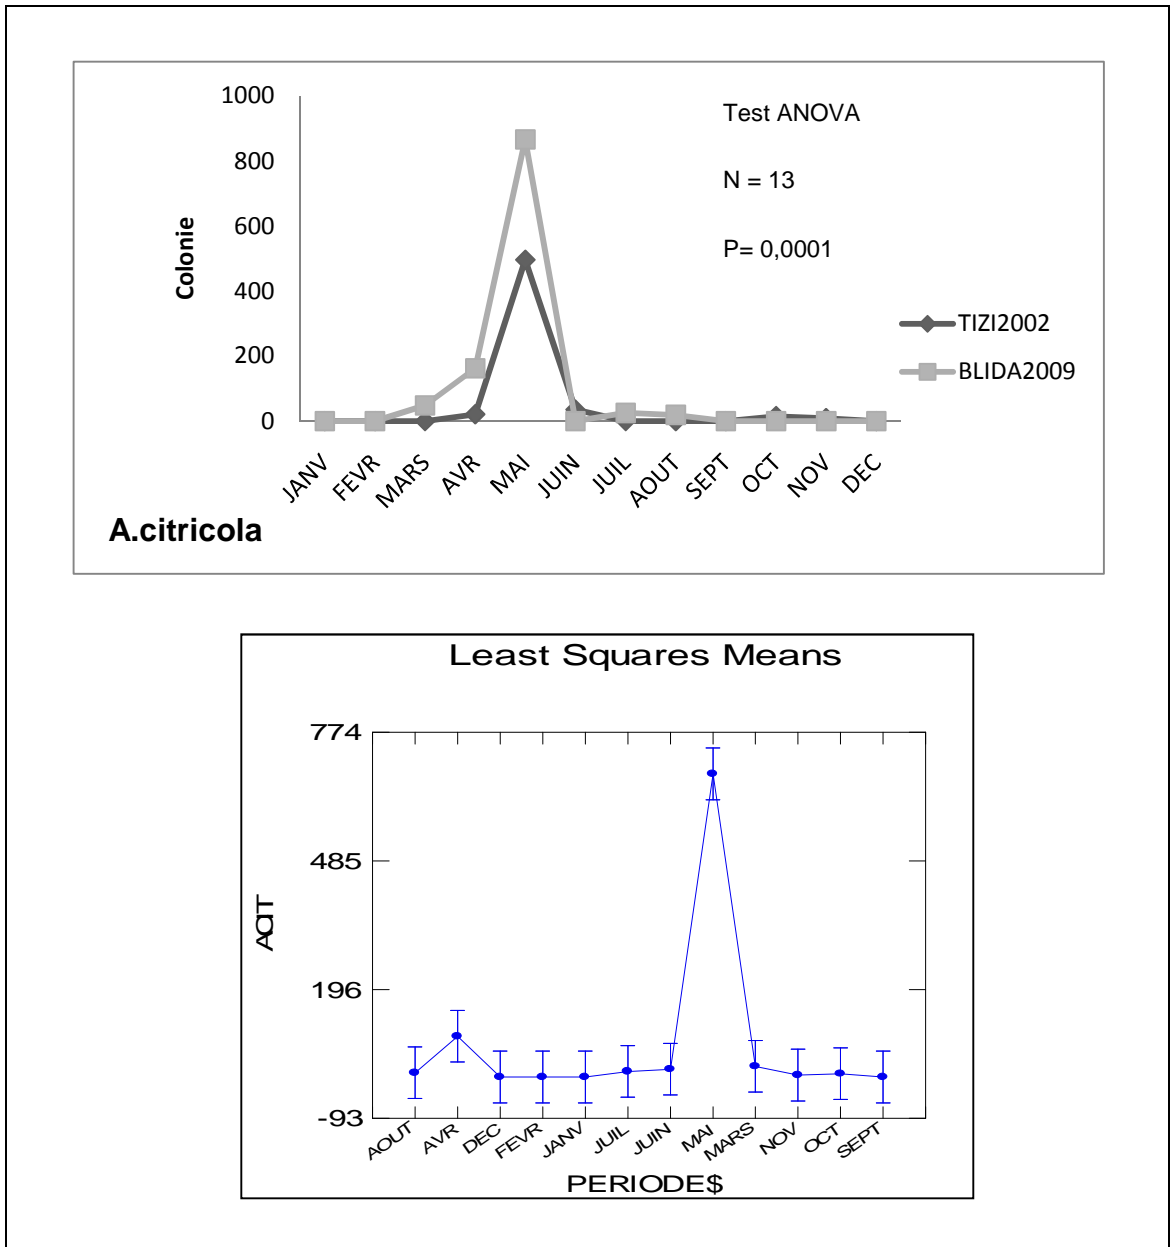 1000
800
600
400
200
0
Colonie
Test ANOVA
N = 13
P= 0,0001
TIZI2002
BLIDA2009
JANV FEVR MARS AVR MAI JUIN JUIL AOUT SEPT OCT NOV DEC
A.citricola
Least Squares Means
774
485
196
-93
ACIT
AOUT AVR DEC FEVR JANV JUIL JUIN MAI MARS NOV OCT SEPT
PERIODE$